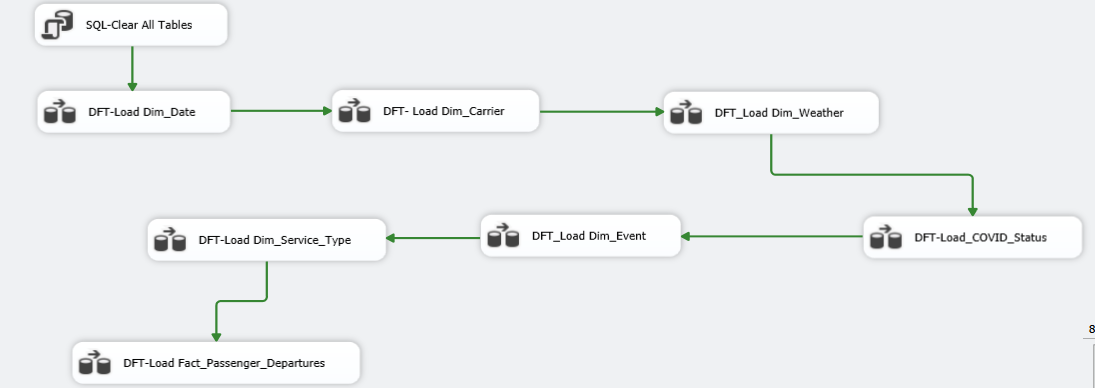 SQL-Clear All Tables
DFT-Load Dim_Date
DFT- Load Dim_Carrier
DFT_Load Dim_Weather
DFT-Load_COVID_Status
DFT_Load Dim_Event
DFT-Load Dim_Service_Type
DFT-Load Fact_Passenger_Departures
8